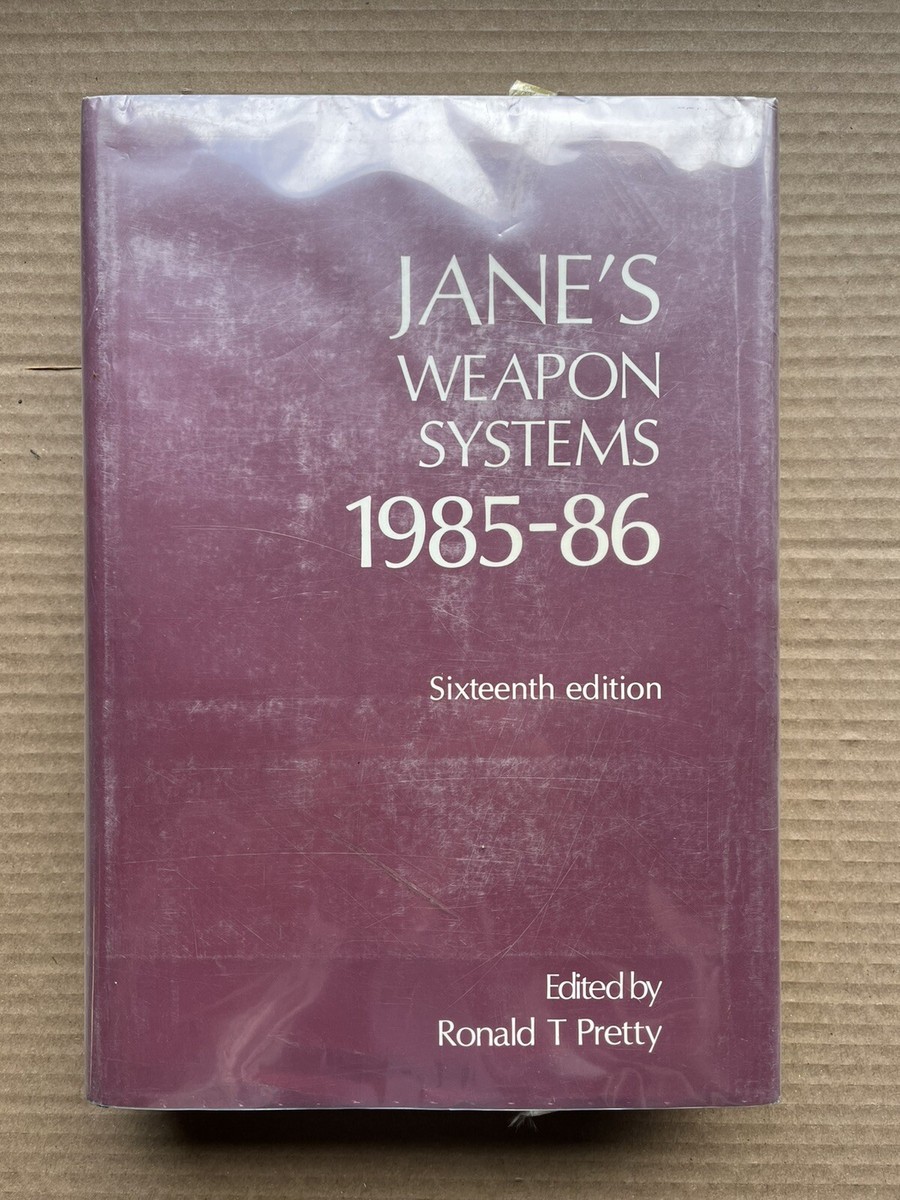 JANE'S
WEAPON
SYSTEMS
1985-86
Sixteenth edition
Edited by
Ronald T Pretty